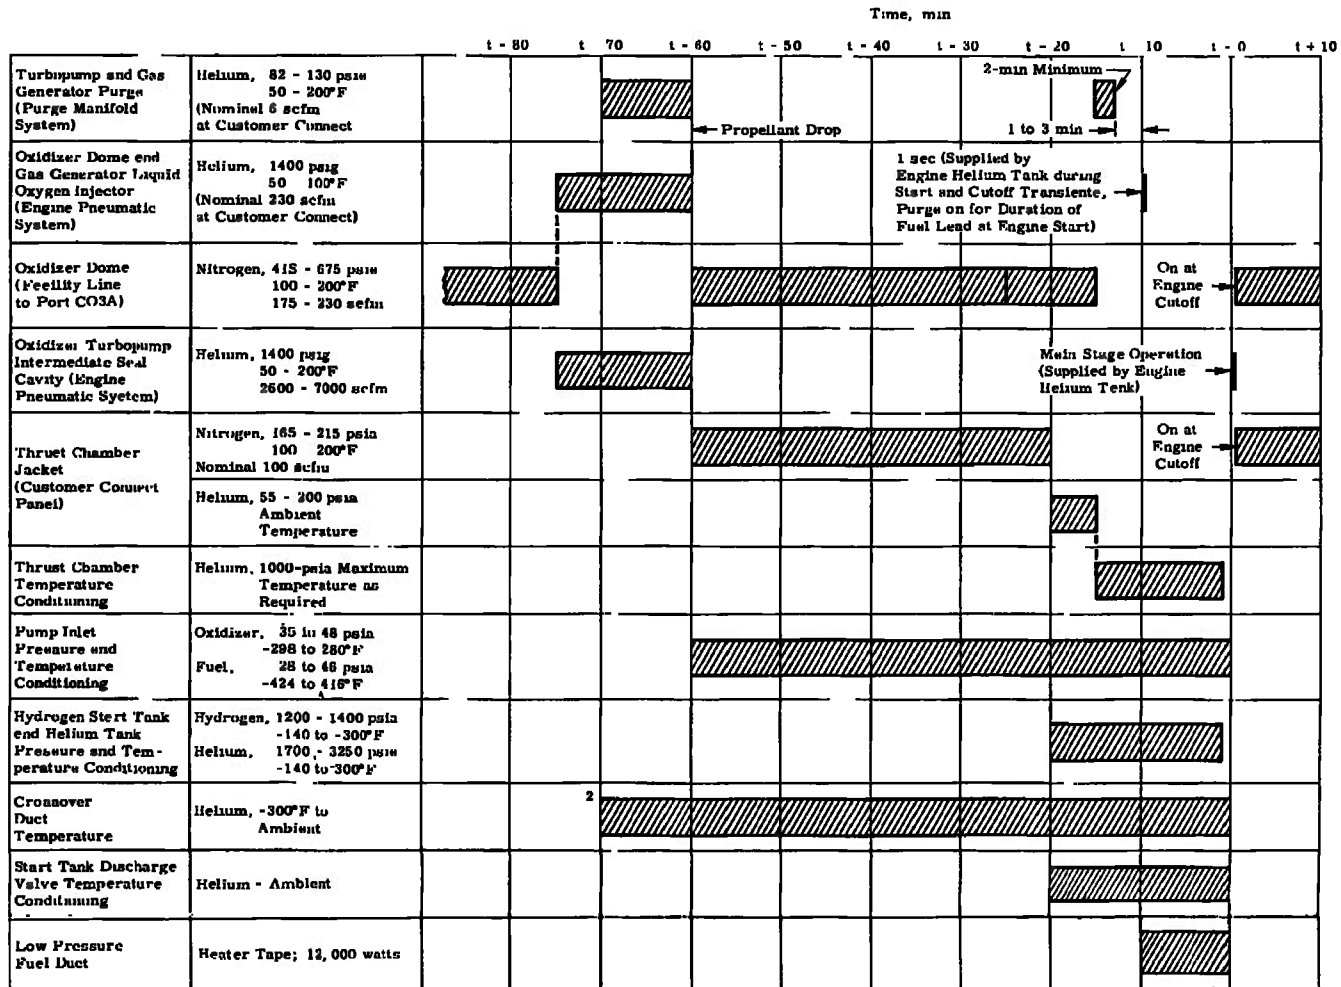 Time, min
t - 80 t - 70 t - 60 t - 50 t - 40 t - 30 t - 20 t 10 t - 0 t + 10
Turbopump and Gas
Generator Purge
(Purge Manifold
System)
Helium, 82 - 130 psia
50 - 200°F
(Nominal 6 scfm
at Customer Connect
2-min Minimum
Propellant Drop
1 to 3 min
Oxidizer Dome end
Gas Generator Liquid
Oxygen Injector
(Engine Pneumatic
System)
Helium, 1400 psig
50 100°F
(Nominal 230 scfm
at Customer Connect)
1 sec (Supplied by
Engine Helium Tank during
Start and Cutoff Transiente,
Purge on for Duration of
Fuel Lead at Engine Start)
Oxidizer Dome
(Feeility Line
to Port CO3A)
Nitrogen, 41S - 675 psia
100 - 200°F
175 - 230 scfm
On at
Engine
Cutoff
Oxidizer Turbopump
Intermediate Seal
Cavity (Engine
Pneumatic Syetem)
Helium, 1400 psig
50 - 200°F
2600 - 7000 scfm
Main Stage Operation
(Supplied by Engine
Helium Tenk)
Thruet Chamber
Jacket
(Customer Connect
Panel)
Nitrogen, 165 - 215 psia
100 200°F
Nominal 100 scfm
On at
Engine
Cutoff
Helium, 55 - 200 psia
Ambient
Temperature
Thrust Chamber
Temperature
Conditioning
Helium, 1000-psia Maximum
Temperature as
Required
Pump Inlet
Pressure end
Temperature
Conditioning
Oxidizer, 35 to 48 psia
-298 to 280°F
Fuel, 28 to 46 psia
-424 to 416°F
Hydrogen Stert Tank
end Helium Tank
Pressure and Tem-
perature Conditioning
Hydrogen, 1200 - 1400 psia
-140 to -300°F
Helium, 1700 - 3250 psia
-140 to -300°F
Crossover
Duct
Temperature
Helium, -300°F to
Ambient
2
Start Tank Discharge
Valve Temperature
Conditioning
Helium - Ambient
Low Pressure
Fuel Duct
Heater Tape; 12,000 watts